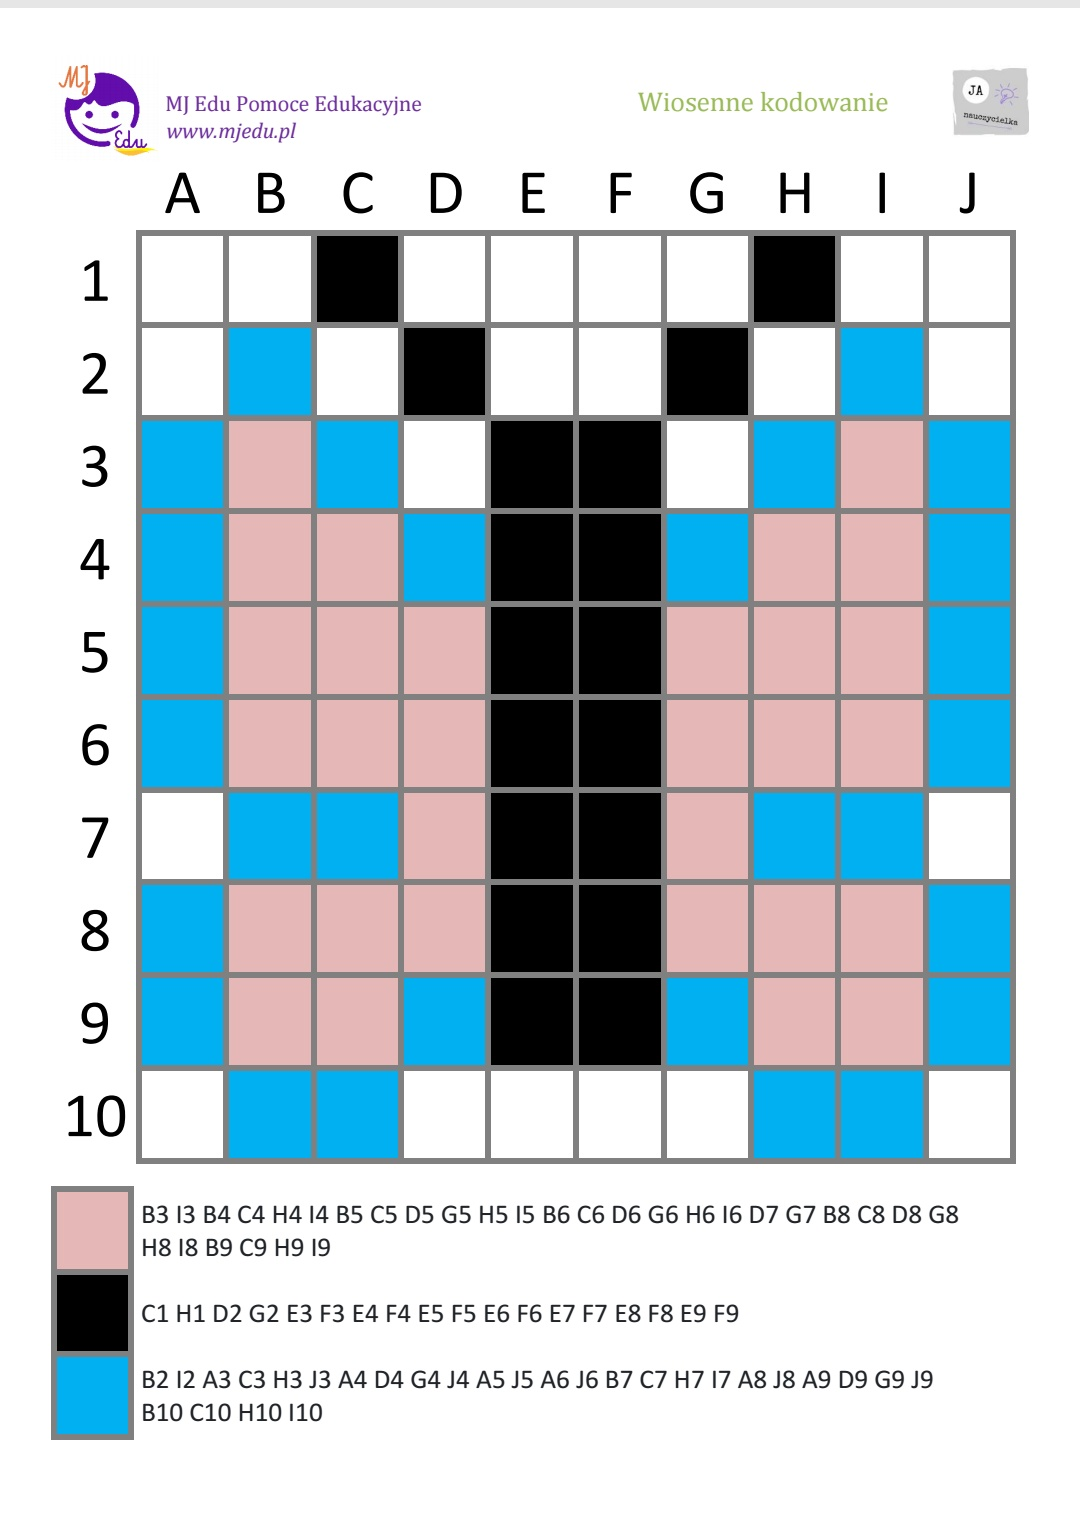 MJ
Edu
MJ Edu Pomoce Edukacyjne
www.mjedu.pl
Wiosenne kodowanie
JA
nauczycielka
A B C D E F G H I J
1
2
3
4
5
6
7
8
9
10
B3 I3 B4 C4 H4 I4 B5 C5 D5 G5 H5 I5 B6 C6 D6 G6 H6 I6 D7 G7 B8 C8 D8 G8
H8 I8 B9 C9 H9 I9
C1 H1 D2 G2 E3 F3 E4 F4 E5 F5 E6 F6 E7 F7 E8 F8 E9 F9
B2 I2 A3 C3 H3 J3 A4 D4 G4 J4 A5 J5 A6 J6 B7 C7 H7 I7 A8 J8 A9 D9 G9 J9
B10 C10 H10 I10